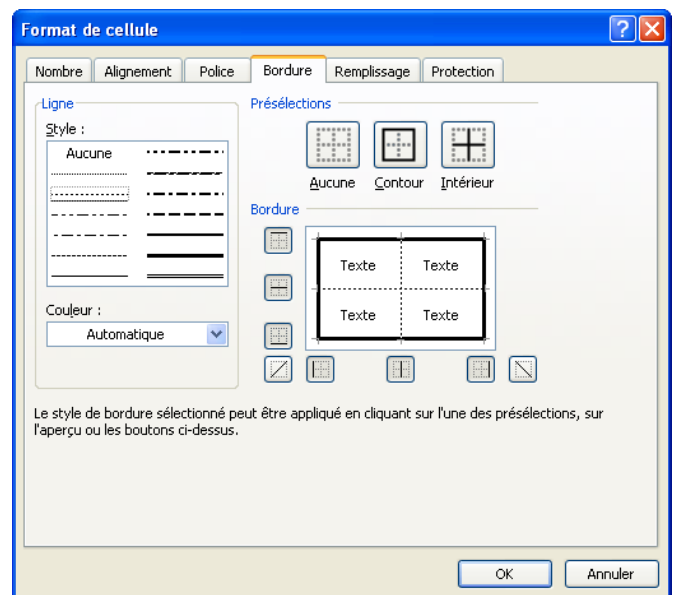 Format de cellule
Nombre Alignement Police Bordure Remplissage Protection
Ligne
Style :
Aucune
Couleur :
Automatique
Présélections
Aucune Contour Intérieur
Bordure
Texte Texte
Texte Texte
Le style de bordure sélectionné peut être appliqué en cliquant sur l'une des présélections, sur
l'aperçu ou les boutons ci-dessus.
OK Annuler